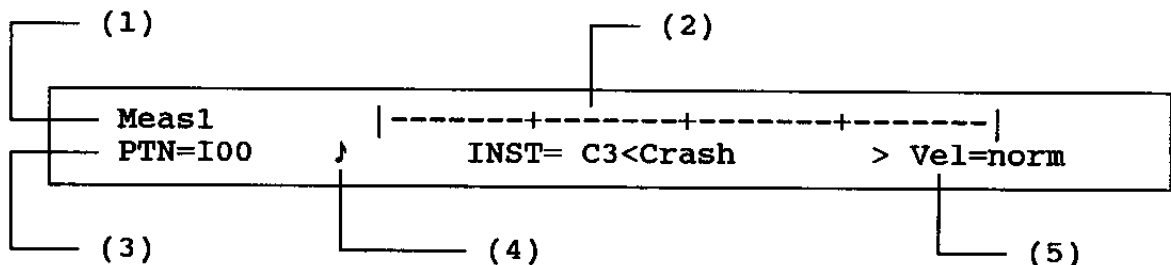 (1) (2)
Meas1 |-------+-------+-------+-------|
PTN=I00 ♪ INST= C3<Crash > Vel=norm
(3) (4) (5)